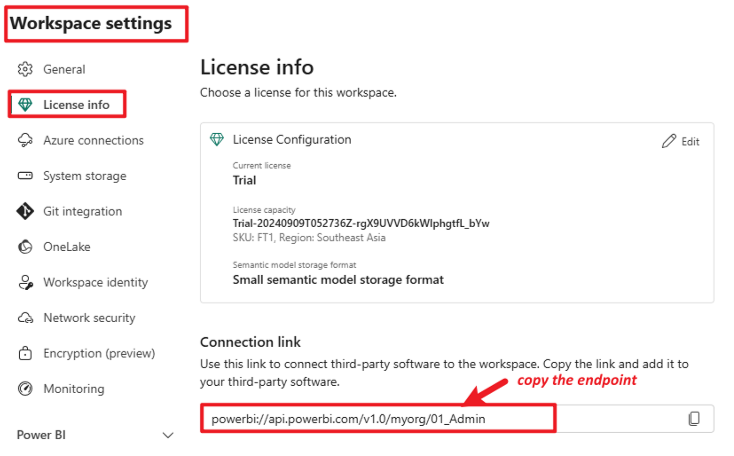 Workspace settings
General
License info
Azure connections
System storage
Git integration
OneLake
Workspace identity
Network security
Encryption (preview)
Monitoring
Power BI
License info
Choose a license for this workspace.
License Configuration
Edit
Current license
Trial
License capacity
Trial-20240909T052736Z-rgX9UVVD6kWIphgtfL_bYw
SKU: FT1, Region: Southeast Asia
Semantic model storage format
Small semantic model storage format
Connection link
Use this link to connect third-party software to the workspace. Copy the link and add it to
your third-party software.
copy the endpoint
powerbi://api.powerbi.com/v1.0/myorg/01_Admin